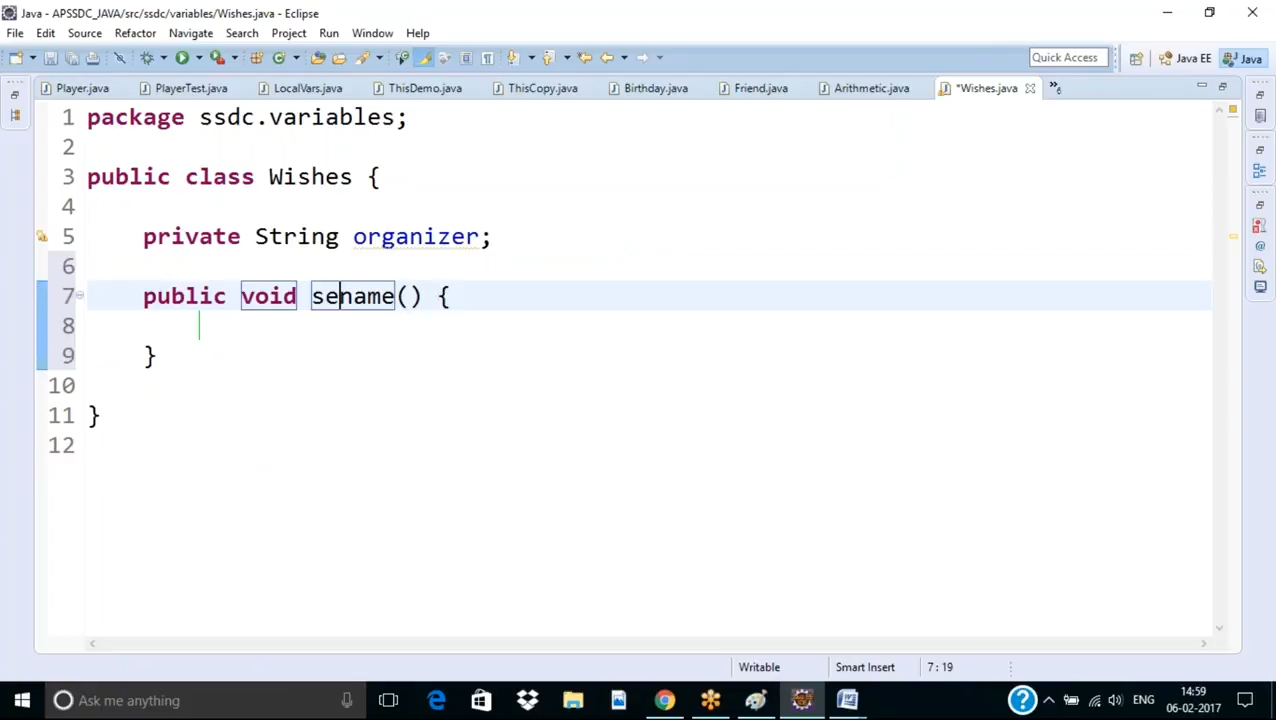 Java - APSSDC_JAVA/src/ssdc/variables/Wishes.java - Eclipse
File Edit Source Refactor Navigate Search Project Run Window Help
Quick Access Java EE Java
Player.java PlayerTest.java LocalVars.java ThisDemo.java ThisCopy.java Birthday.java Friend.java Arithmetic.java *Wishes.java »6
1 package ssdc.variables;
2
3 public class Wishes {
4
5 private String organizer;
6
7 public void sename() {
8
9 }
10
11 }
12
Writable Smart Insert 7 : 19
Ask me anything ENG 14:59
06-02-2017